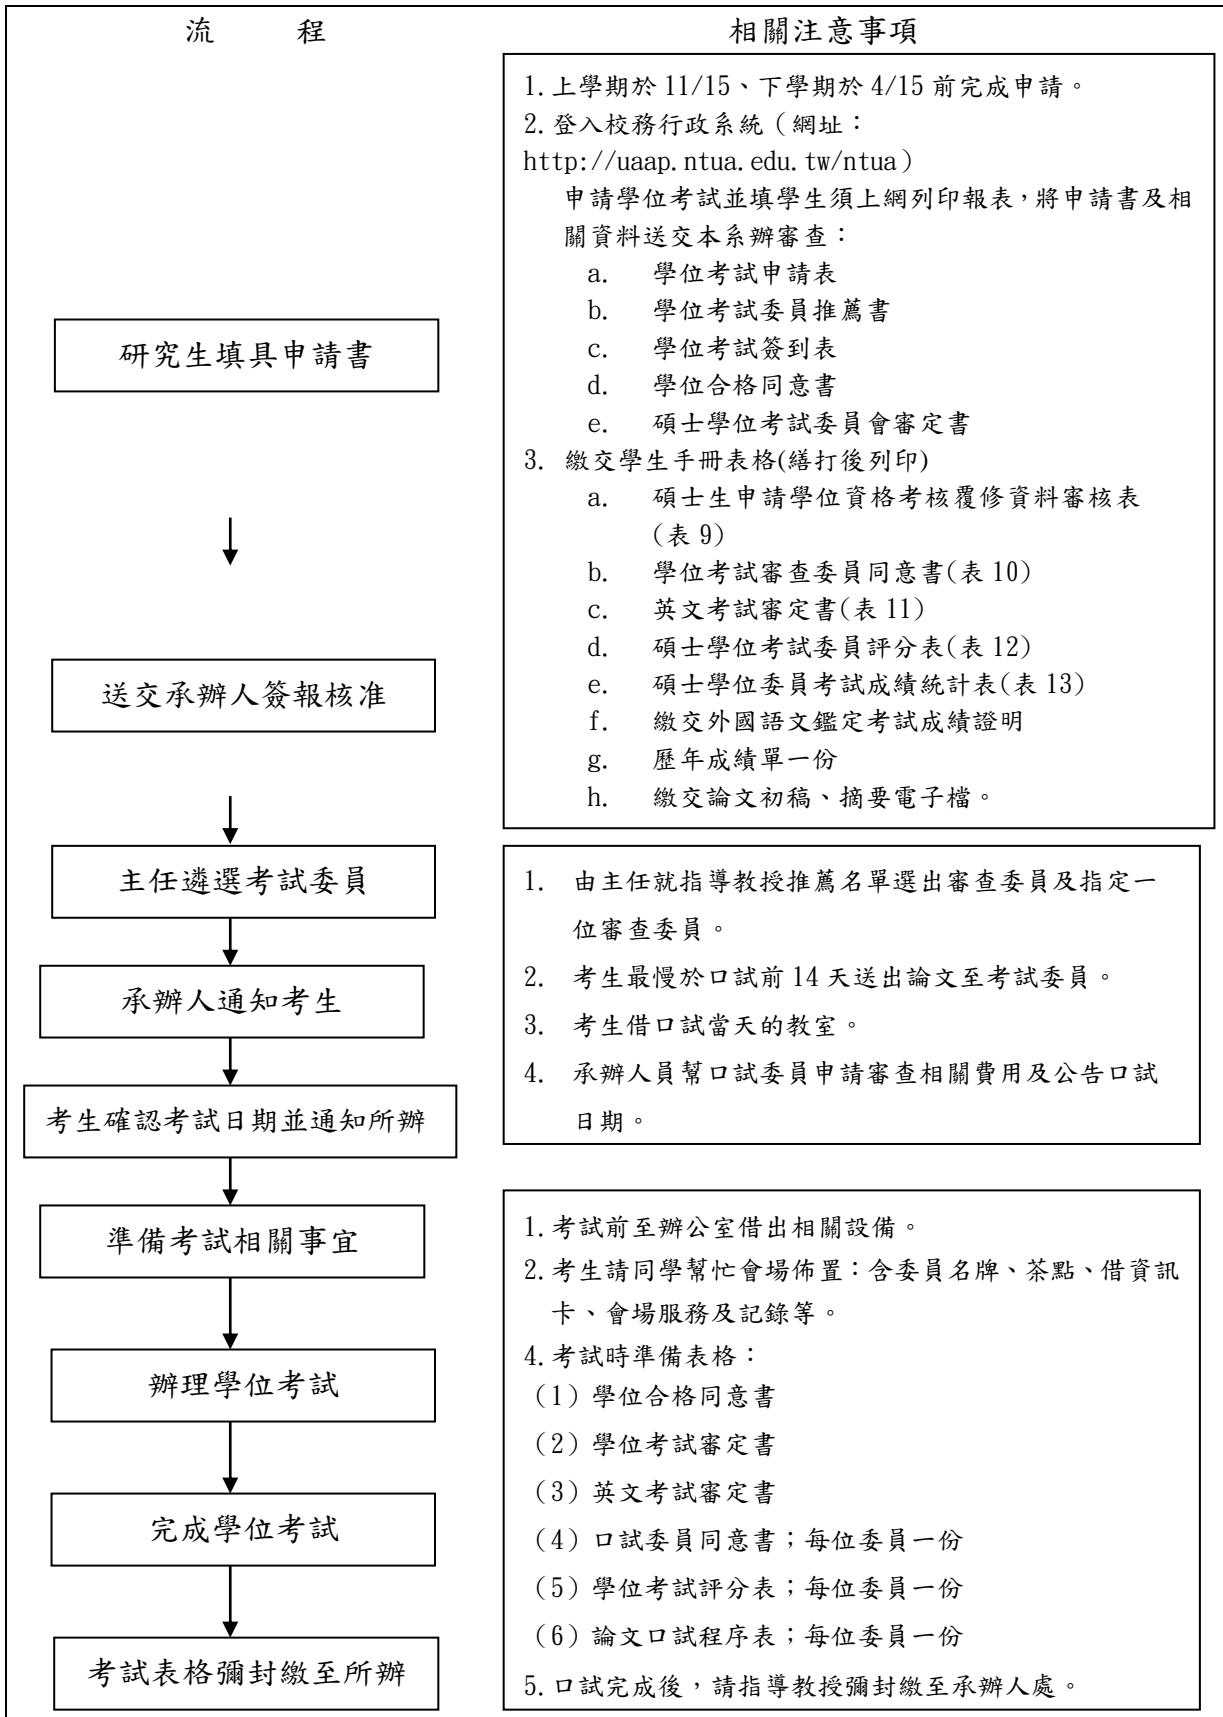 流 程
相關注意事項
1.上學期於 11/15、下學期於 4/15 前完成申請。
2.登入校務行政系統（網址：
http://uaap.ntua.edu.tw/ntua）
申請學位考試並填學生須上網列印報表，將申請書及相
關資料送交本系辦審查：
a. 學位考試申請表
b. 學位考試委員推薦書
c. 學位考試簽到表
d. 學位合格同意書
e. 碩士學位考試委員會審定書
3. 繳交學生手冊表格(繕打後列印)
a. 碩士生申請學位資格考核覆修資料審核表
(表 9)
b. 學位考試審查委員同意書(表 10)
c. 英文考試審定書(表 11)
d. 碩士學位考試委員評分表(表 12)
e. 碩士學位委員考試成績統計表(表 13)
f. 繳交外國語文鑑定考試成績證明
g. 歷年成績單一份
h. 繳交論文初稿、摘要電子檔。
研究生填具申請書
送交承辦人簽報核准
主任遴選考試委員
承辦人通知考生
考生確認考試日期並通知所辦
1. 由主任就指導教授推薦名單選出審查委員及指定一
位審查委員。
2. 考生最慢於口試前 14 天送出論文至考試委員。
3. 考生借口試當天的教室。
4. 承辦人員幫口試委員申請審查相關費用及公告口試
日期。
準備考試相關事宜
辦理學位考試
完成學位考試
考試表格彌封繳至所辦
1.考試前至辦公室借出相關設備。
2.考生請同學幫忙會場佈置：含委員名牌、茶點、借資訊
卡、會場服務及記錄等。
4.考試時準備表格：
（1）學位合格同意書
（2）學位考試審定書
（3）英文考試審定書
（4）口試委員同意書；每位委員一份
（5）學位考試評分表；每位委員一份
（6）論文口試程序表；每位委員一份
5.口試完成後，請指導教授彌封繳至承辦人處。